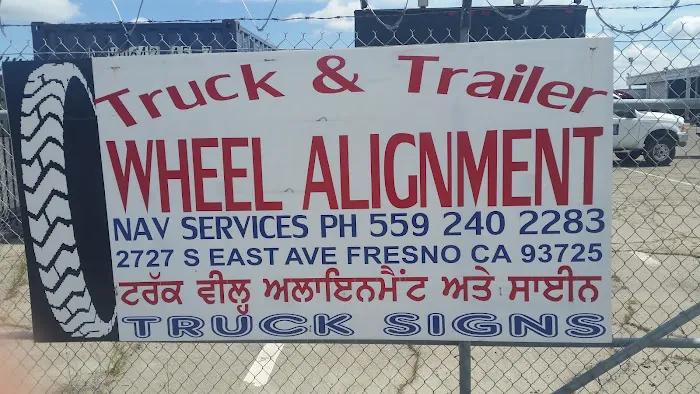 Truck & Trailer
WHEEL ALIGNMENT
NAV SERVICES PH 559 240 2283
2727 S EAST AVE FRESNO CA 93725
ਟਰੱਕ ਵੀਲ੍ਹ ਅਲਾਇਨਮੈਂਟ ਅਤੇ ਸਾਈਨ
TRUCK SIGNS